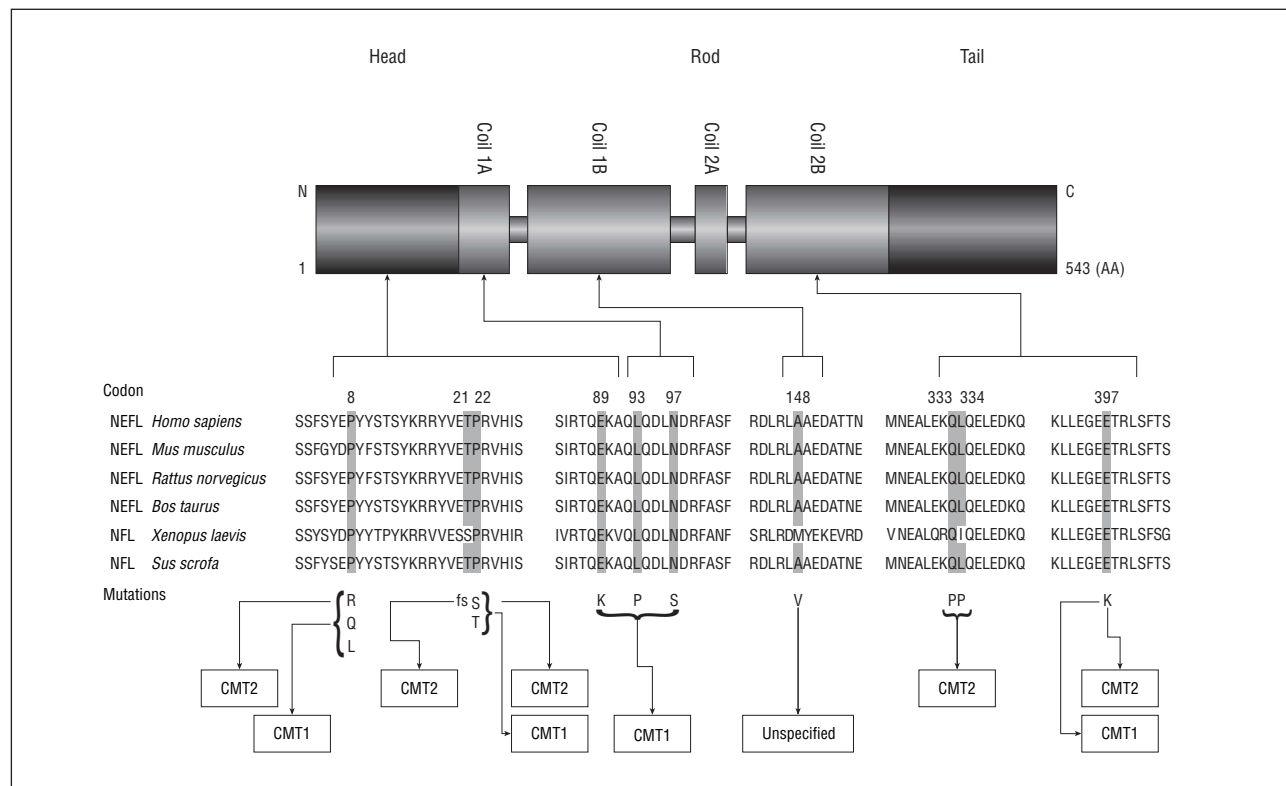 Head Rod Tail
Coil 1A Coil 1B Coil 2A Coil 2B
N C
1 543 (AA)
Codon
8 21 22 89 93 97 148 333 334 397
NEFL Homo sapiens SSFSYEPYYSTSYKRRYVETPRVHIS SIRTQEKAQLQDLNDRFASF RDLRLAAEDATTN MNEALEKQLQELEDKQ KLLEGEETRLSFTS
NEFL Mus musculus SSFGYDPYFSTSYKRRYVETPRVHIS SIRTQEKAQLQDLNDRFASF RDLRLAAEDATNE MNEALEKQLQELEDKQ KLLEGEETRLSFTS
NEFL Rattus norvegicus SSFSYEPYFSTSYKRRYVETPRVHIS SIRTQEKAQLQDLNDRFASF RDLRLAAEDATNE MNEALEKQLQELEDKQ KLLEGEETRLSFTS
NEFL Bos taurus SSFSYEPYYSTSYKRRYVETPRVHIS SIRTQEKAQLQDLNDRFASF RDLRLAAEDATNE MNEALEKQLQELEDKQ KLLEGEETRLSFTS
NFL Xenopus laevis SSYSYDPYYTPYKRRVVESSPRVHIR IVRTQEKVQLQDLNDRFANF SRLRDMYEKEVRD VNEALQRQIQELEDKQ KLLEGEETRLSFSG
NFL Sus scrofa SSFYSEPYYSTSYKRRYVETPRVHIS SIRTQEKAQLQDLNDRFASF RDLRLAAEDATNE MNEALEKQLQELEDKQ KLLEGEETRLSFTS
Mutations
R fs S K P S V PP K
Q T
L
CMT2 CMT2 CMT2 CMT2 CMT2
CMT1 CMT1 CMT1 Unspecified CMT1